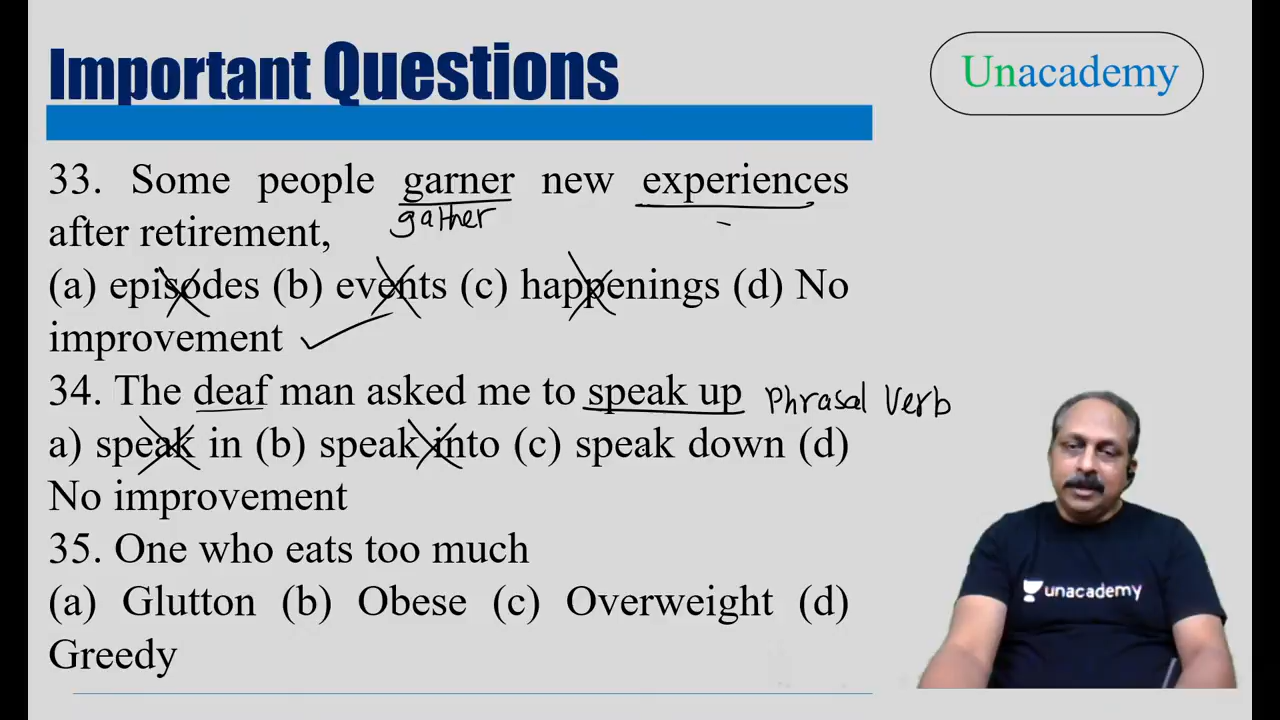 Important Questions
Unacademy
33. Some people garner new experiences
gather
after retirement,
(a) episodes (b) events (c) happenings (d) No
improvement
34. The deaf man asked me to speak up Phrasal Verb
a) speak in (b) speak into (c) speak down (d)
No improvement
35. One who eats too much
(a) Glutton (b) Obese (c) Overweight (d)
Greedy
unacademy